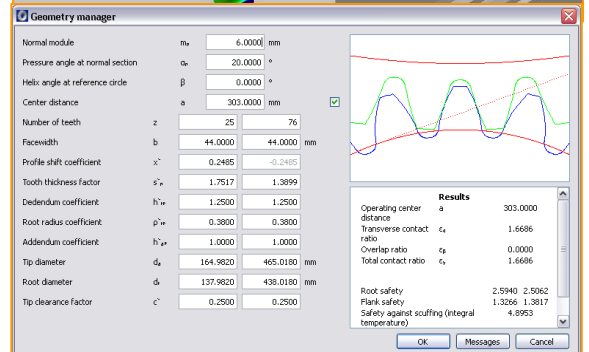 Geometry manager
Normal module mₙ 6.0000 mm
Pressure angle at normal section αₙ 20.0000 °
Helix angle at reference circle β 0.0000 °
Center distance a 303.0000 mm
Number of teeth z 25 76
Facewidth b 44.0000 44.0000 mm
Profile shift coefficient x* 0.2485 -0.2485
Tooth thickness factor s*ₙ 1.7517 1.3899
Dedendum coefficient h*fP 1.2500 1.2500
Root radius coefficient ρ*fP 0.3800 0.3800
Addendum coefficient h*aP 1.0000 1.0000
Tip diameter dₐ 164.9820 465.0180 mm
Root diameter df 137.9820 438.0180 mm
Tip clearance factor c* 0.2500 0.2500
Results
Operating center a 303.0000
distance
Transverse contact εα 1.6686
ratio
Overlap ratio εβ 0.0000
Total contact ratio εγ 1.6686
Root safety 2.5940 2.5062
Flank safety 1.3266 1.3817
Safety against scuffing (integral 4.8953
temperature)
OK Messages Cancel